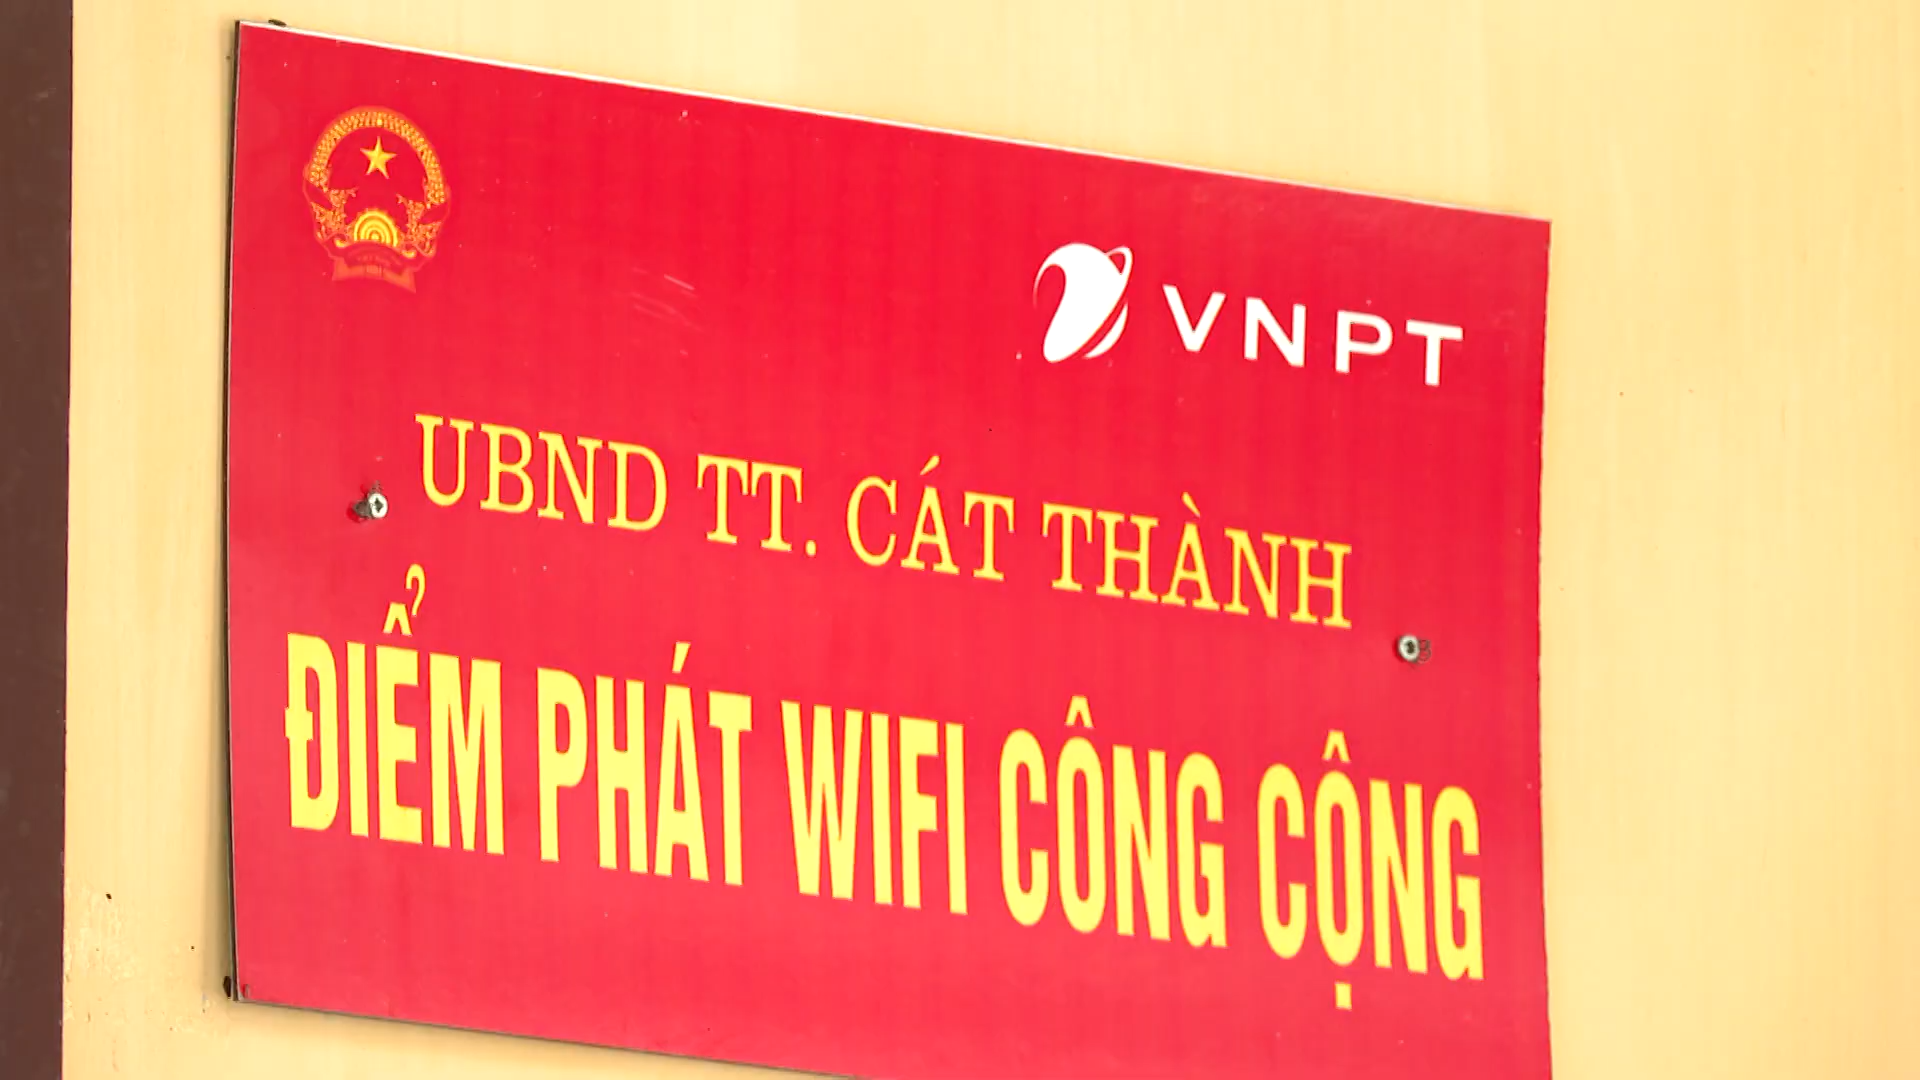 VNPT
UBND TT. CÁT THÀNH
ĐIỂM PHÁT WIFI CÔNG CỘNG